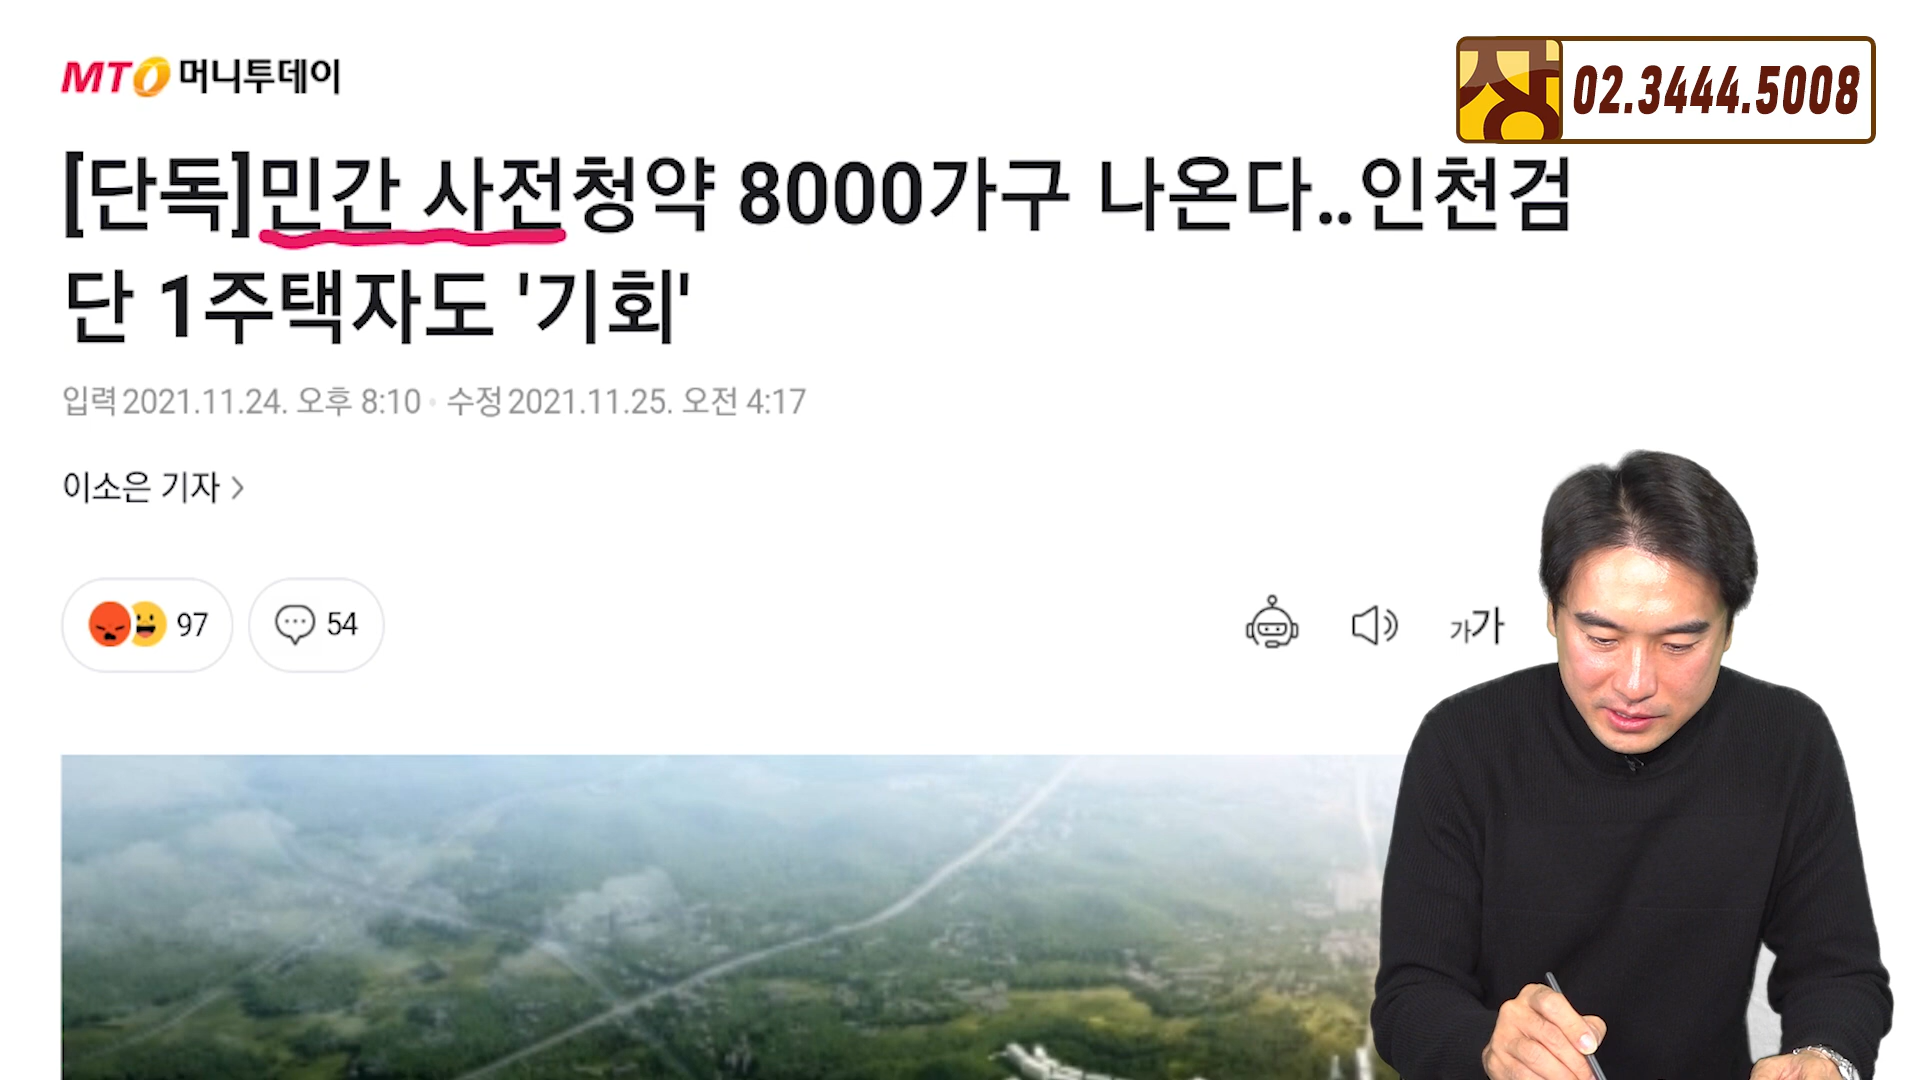 MTO 머니투데이
상 02.3444.5008
[단독]민간 사전청약 8000가구 나온다..인천검
단 1주택자도 '기회'
입력 2021.11.24. 오후 8:10 · 수정 2021.11.25. 오전 4:17
이소은 기자 >
97 54
가가